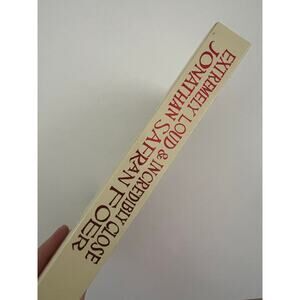 EXTREMELY LOUD & INCREDIBLY CLOSE
JONATHAN SAFRAN FOER